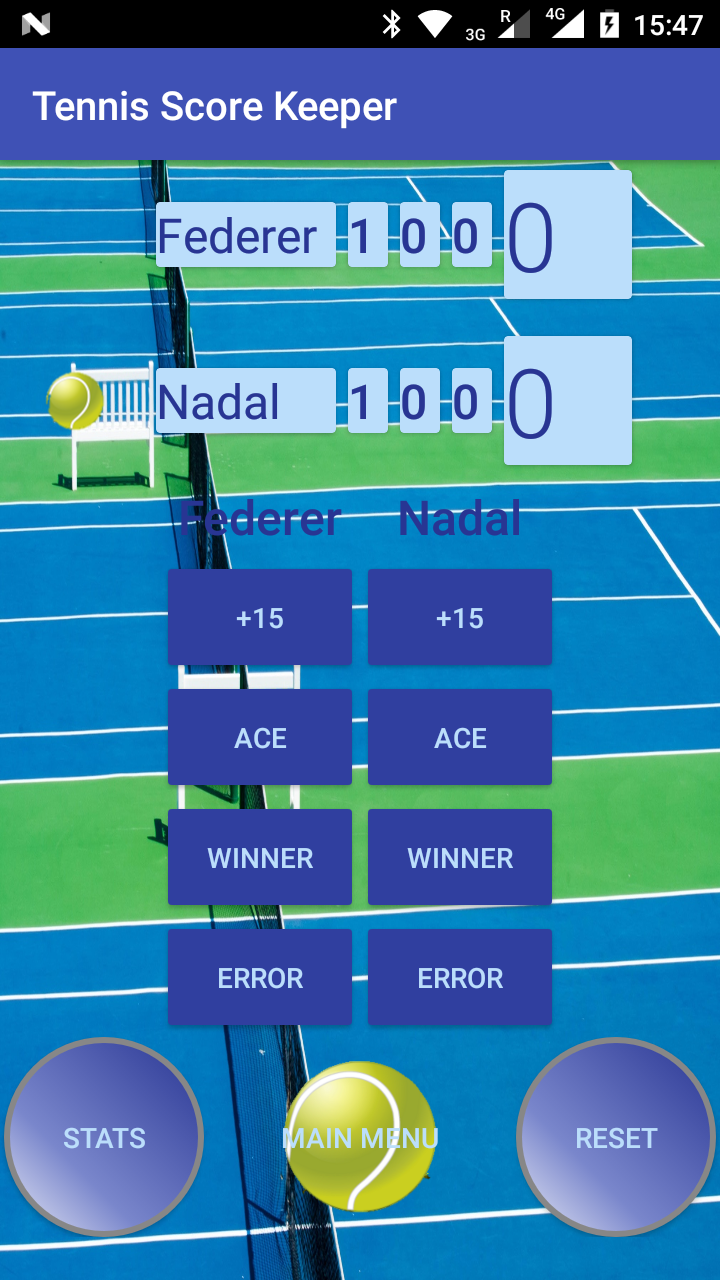 3G R 4G 15:47
Tennis Score Keeper
Federer 1 0 0 0
Nadal 1 0 0 0
Federer Nadal
+15 +15
ACE ACE
WINNER WINNER
ERROR ERROR
STATS MAIN MENU RESET